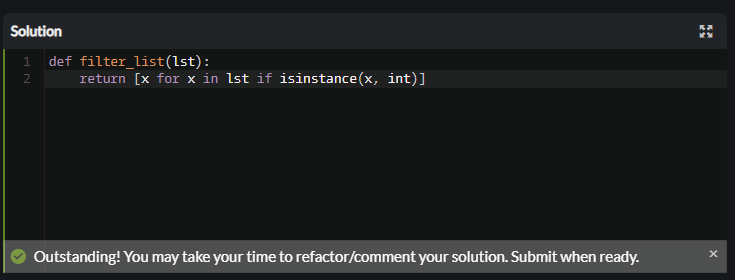 Solution
1 def filter_list(lst):
2     return [x for x in lst if isinstance(x, int)]
Outstanding! You may take your time to refactor/comment your solution. Submit when ready. ×